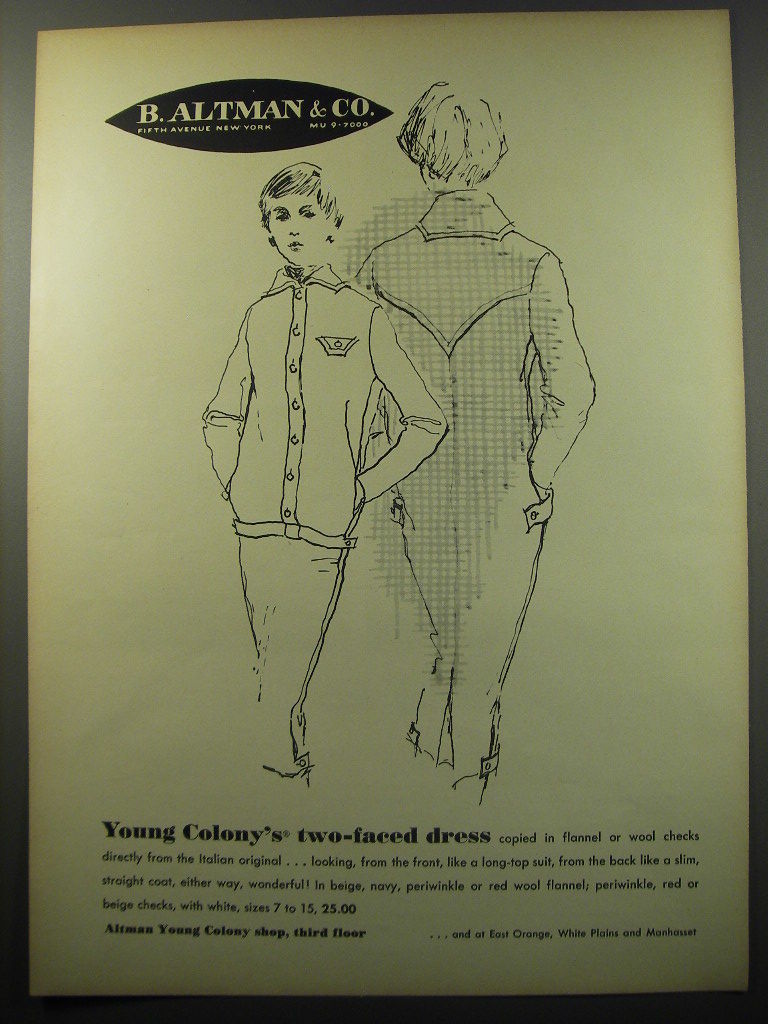 B. ALTMAN & CO.
FIFTH AVENUE NEW YORK MU 9-7000
Young Colony's® two-faced dress copied in flannel or wool checks
directly from the Italian original . . . looking, from the front, like a long-top suit, from the back like a slim,
straight coat, either way, wonderful! In beige, navy, periwinkle or red wool flannel; periwinkle, red or
beige checks, with white, sizes 7 to 15, 25.00
Altman Young Colony shop, third floor . . . and at East Orange, White Plains and Manhasset